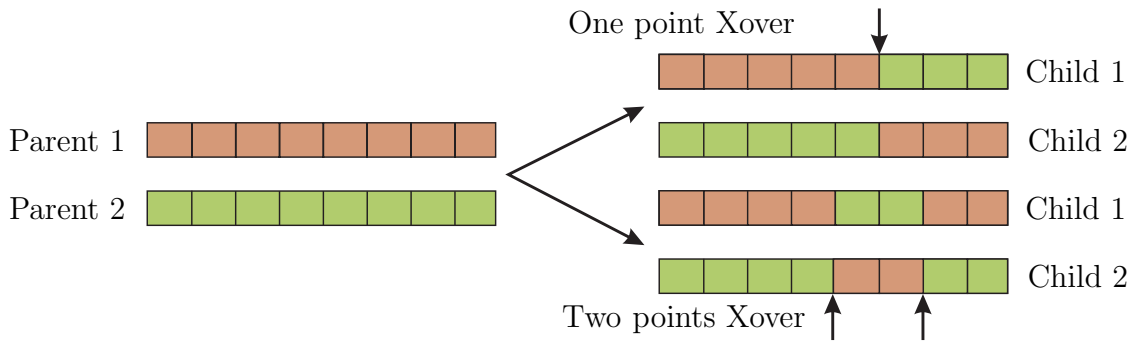 One point Xover
Child 1
Parent 1
Child 2
Parent 2
Child 1
Child 2
Two points Xover